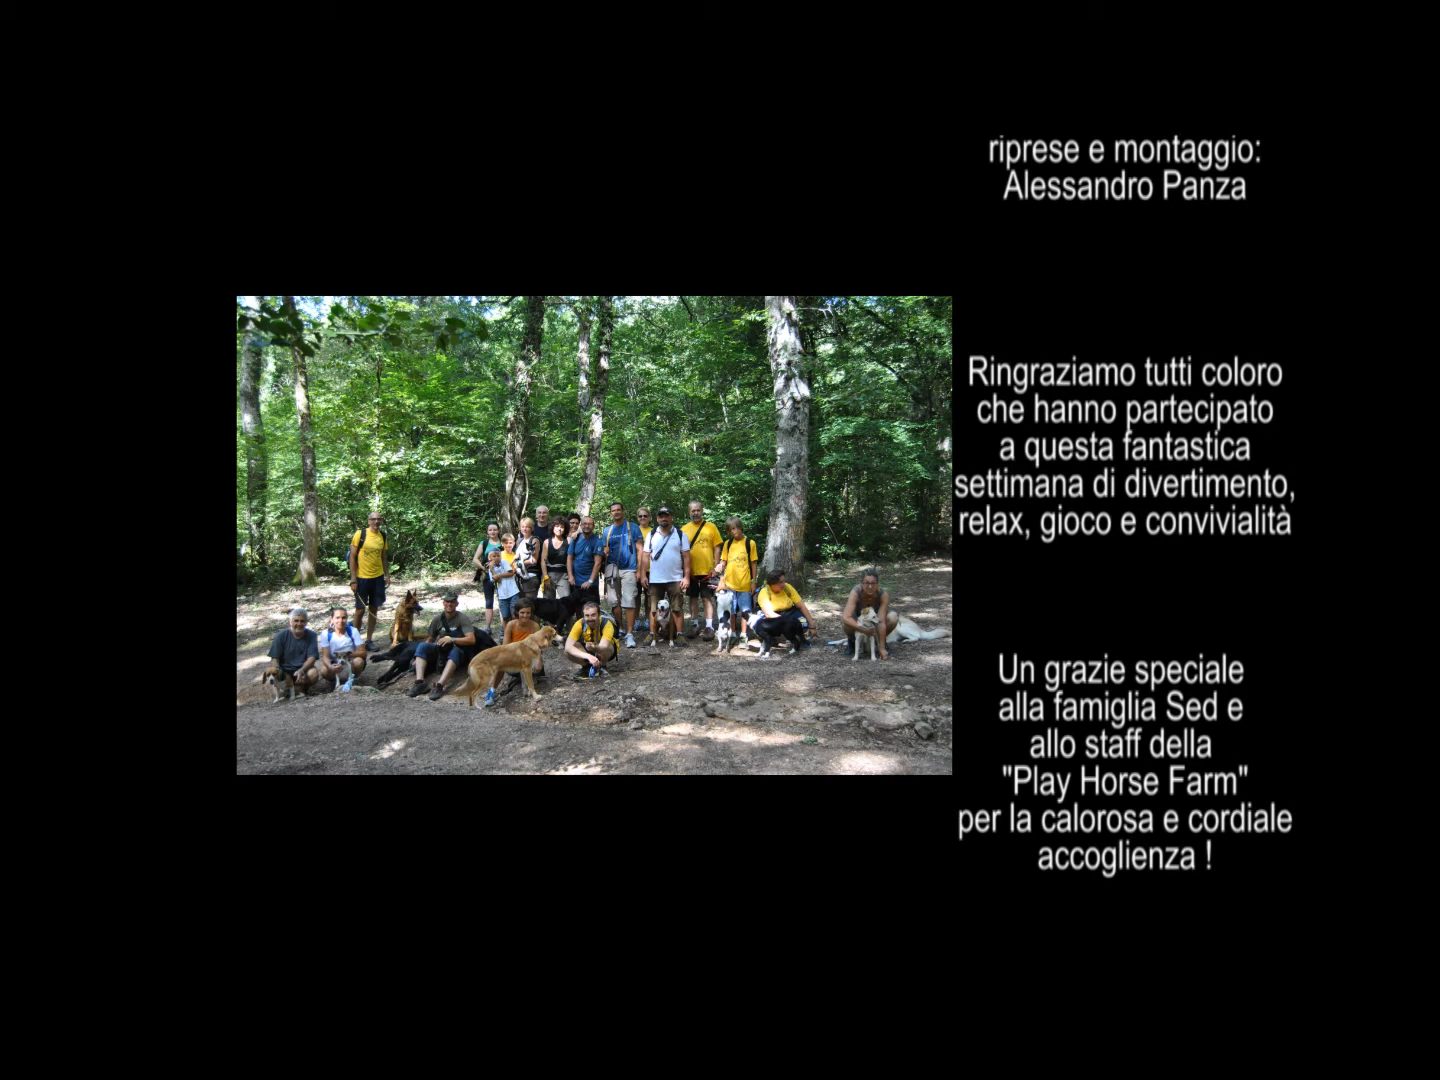 riprese e montaggio:
Alessandro Panza
Ringraziamo tutti coloro
che hanno partecipato
a questa fantastica
settimana di divertimento,
relax, gioco e convivialità
Un grazie speciale
alla famiglia Sed e
allo staff della
"Play Horse Farm"
per la calorosa e cordiale
accoglienza !